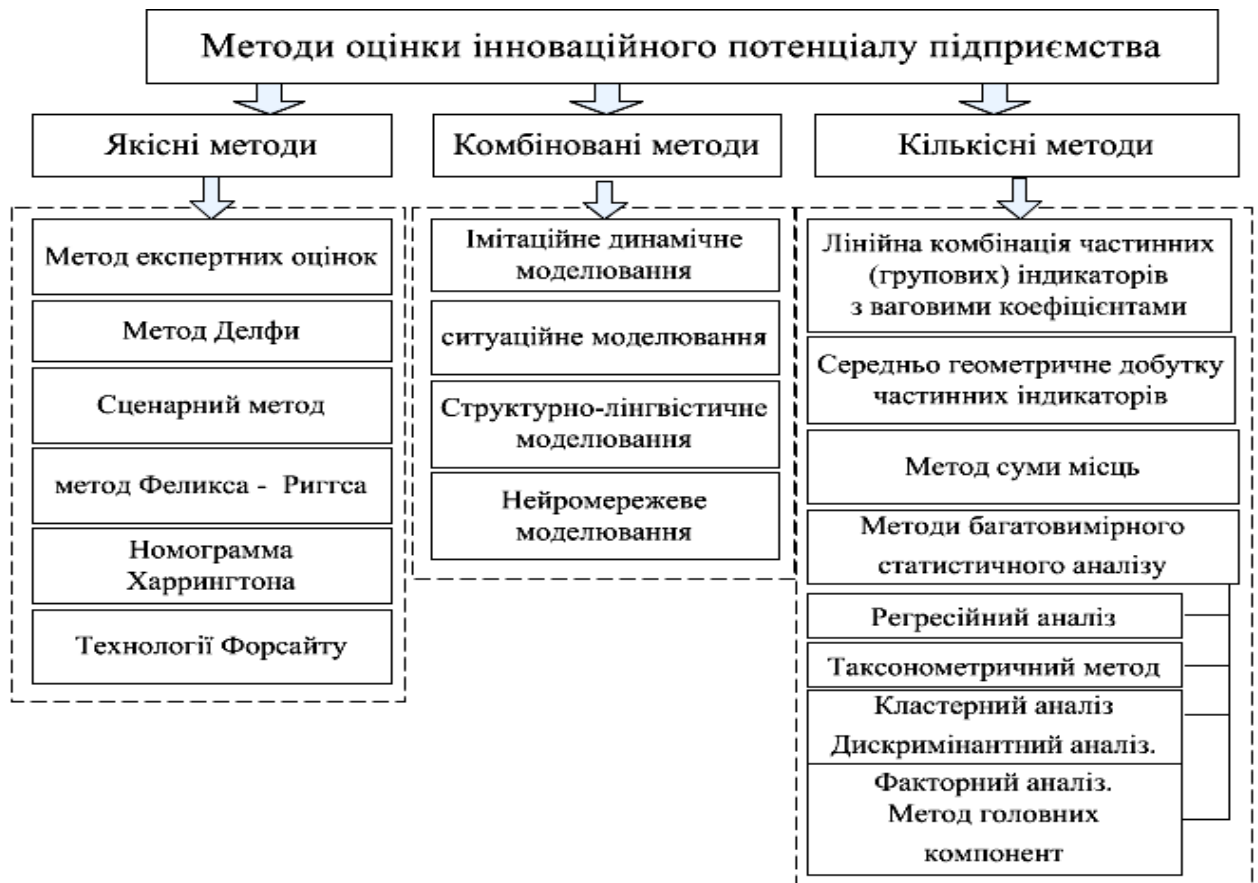 Методи оцінки інноваційного потенціалу підприємства
Якісні методи
Комбіновані методи
Кількісні методи
Метод експертних оцінок
Метод Делфи
Сценарний метод
метод Феликса - Риггса
Номограмма
Харрингтона
Технології Форсайту
Імітаційне динамічне
моделювання
ситуаційне моделювання
Структурно-лінгвістичне
моделювання
Нейромережеве
моделювання
Лінійна комбінація частинних
(групових) індикаторів
з ваговими коефіцієнтами
Середньо геометричне добутку
частинних індикаторів
Метод суми місць
Методи багатовимірного
статистичного аналізу
Регресійний аналіз
Таксонометричний метод
Кластерний аналіз
Дискримінантний аналіз.
Факторний аналіз.
Метод головних
компонент